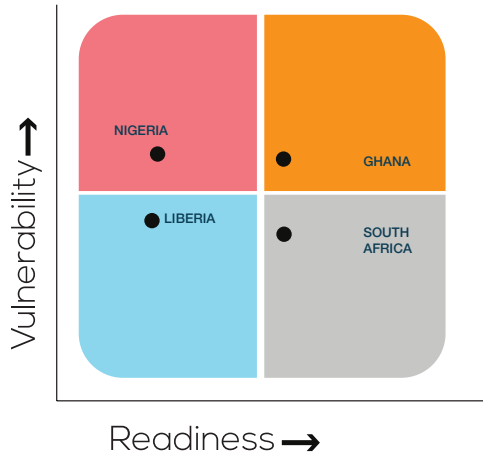 NIGERIA
GHANA
LIBERIA
SOUTH
AFRICA
Vulnerability
Readiness